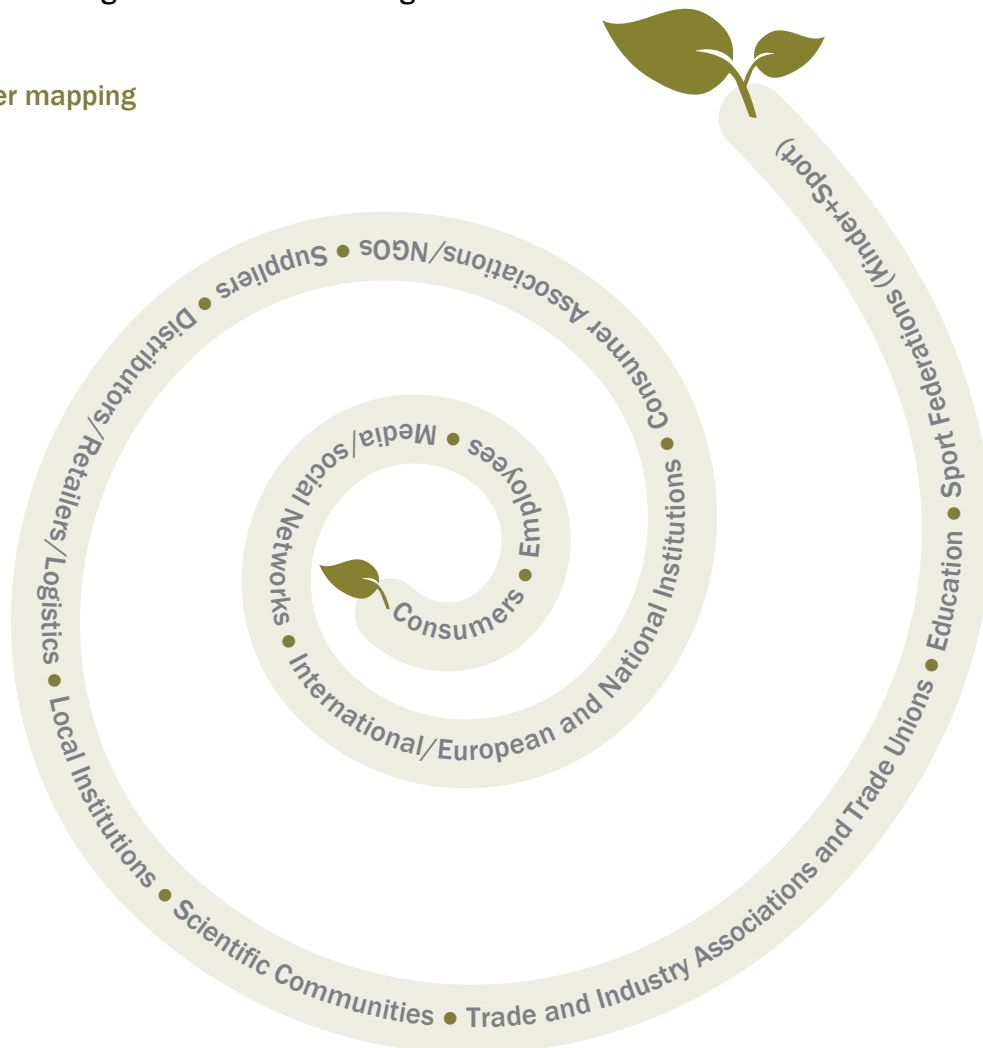 er mapping
Consumers • Employees • Media/social Networks • International/European and National Institutions • Consumer Associations/NGOs • Suppliers • Distributors/Retailers/Logistics • Local Institutions • Scientific Communities • Trade and Industry Associations and Trade Unions • Education • Sport Federations (Kinder+Sport)